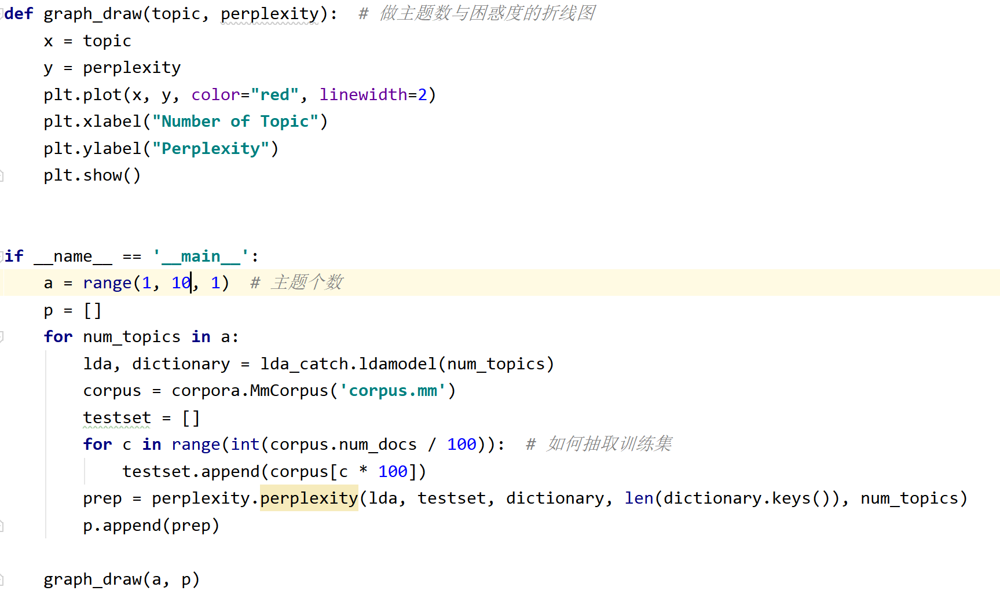 def graph_draw(topic, perplexity):  # 做主题数与困惑度的折线图
    x = topic
    y = perplexity
    plt.plot(x, y, color="red", linewidth=2)
    plt.xlabel("Number of Topic")
    plt.ylabel("Perplexity")
    plt.show()
if __name__ == '__main__':
    a = range(1, 10, 1)  # 主题个数
    p = []
    for num_topics in a:
        lda, dictionary = lda_catch.ldamodel(num_topics)
        corpus = corpora.MmCorpus('corpus.mm')
        testset = []
        for c in range(int(corpus.num_docs / 100)):  # 如何抽取训练集
            testset.append(corpus[c * 100])
        prep = perplexity.perplexity(lda, testset, dictionary, len(dictionary.keys()), num_topics)
        p.append(prep)
    graph_draw(a, p)